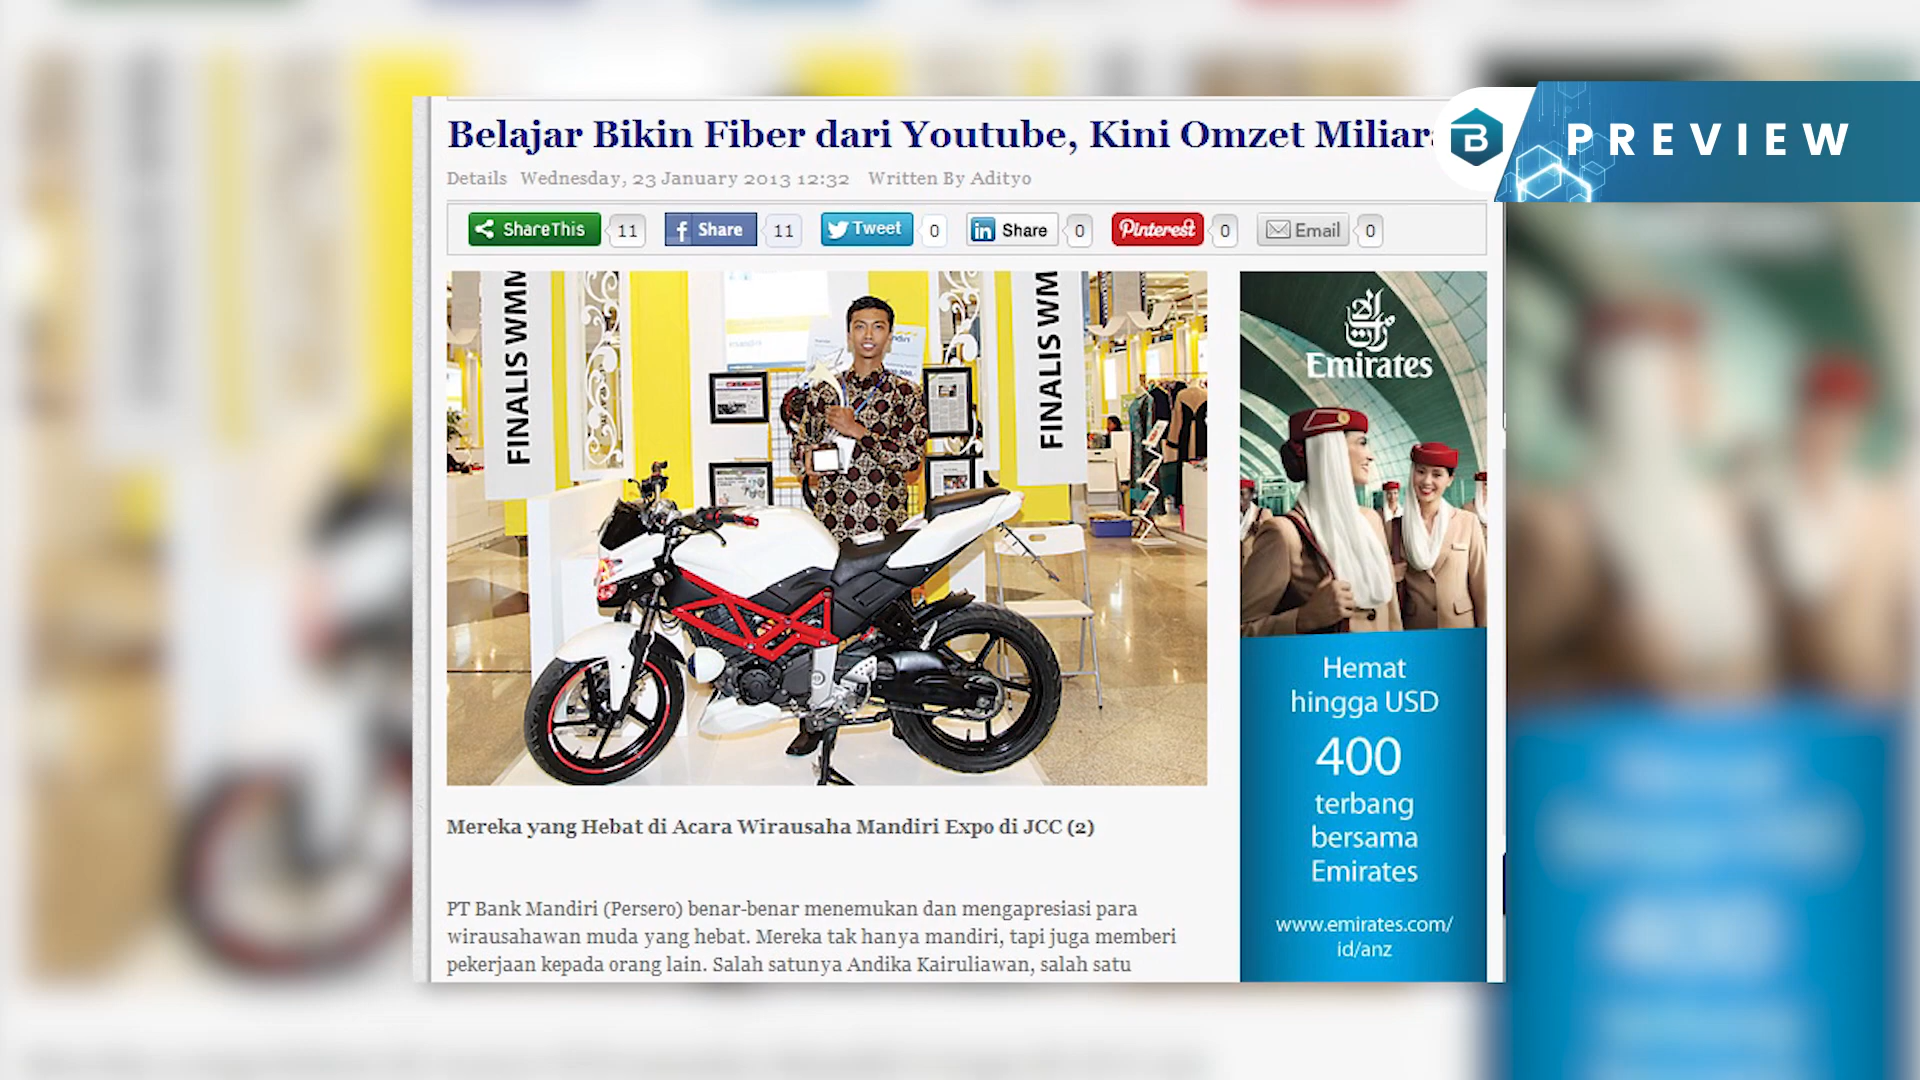 Belajar Bikin Fiber dari Youtube, Kini Omzet Miliar
PREVIEW
Details Wednesday, 23 January 2013 12:32 Written By Adityo
ShareThis 11 Share 11 Tweet 0 Share 0 Pinterest 0 Email 0
FINALIS WMM
FINALIS WM
Emirates
Hemat
hingga USD
400
terbang
bersama
Emirates
www.emirates.com/
id/anz
Mereka yang Hebat di Acara Wirausaha Mandiri Expo di JCC (2)
PT Bank Mandiri (Persero) benar-benar menemukan dan mengapresiasi para
wirausahawan muda yang hebat. Mereka tak hanya mandiri, tapi juga memberi
pekerjaan kepada orang lain. Salah satunya Andika Kairuliawan, salah satu